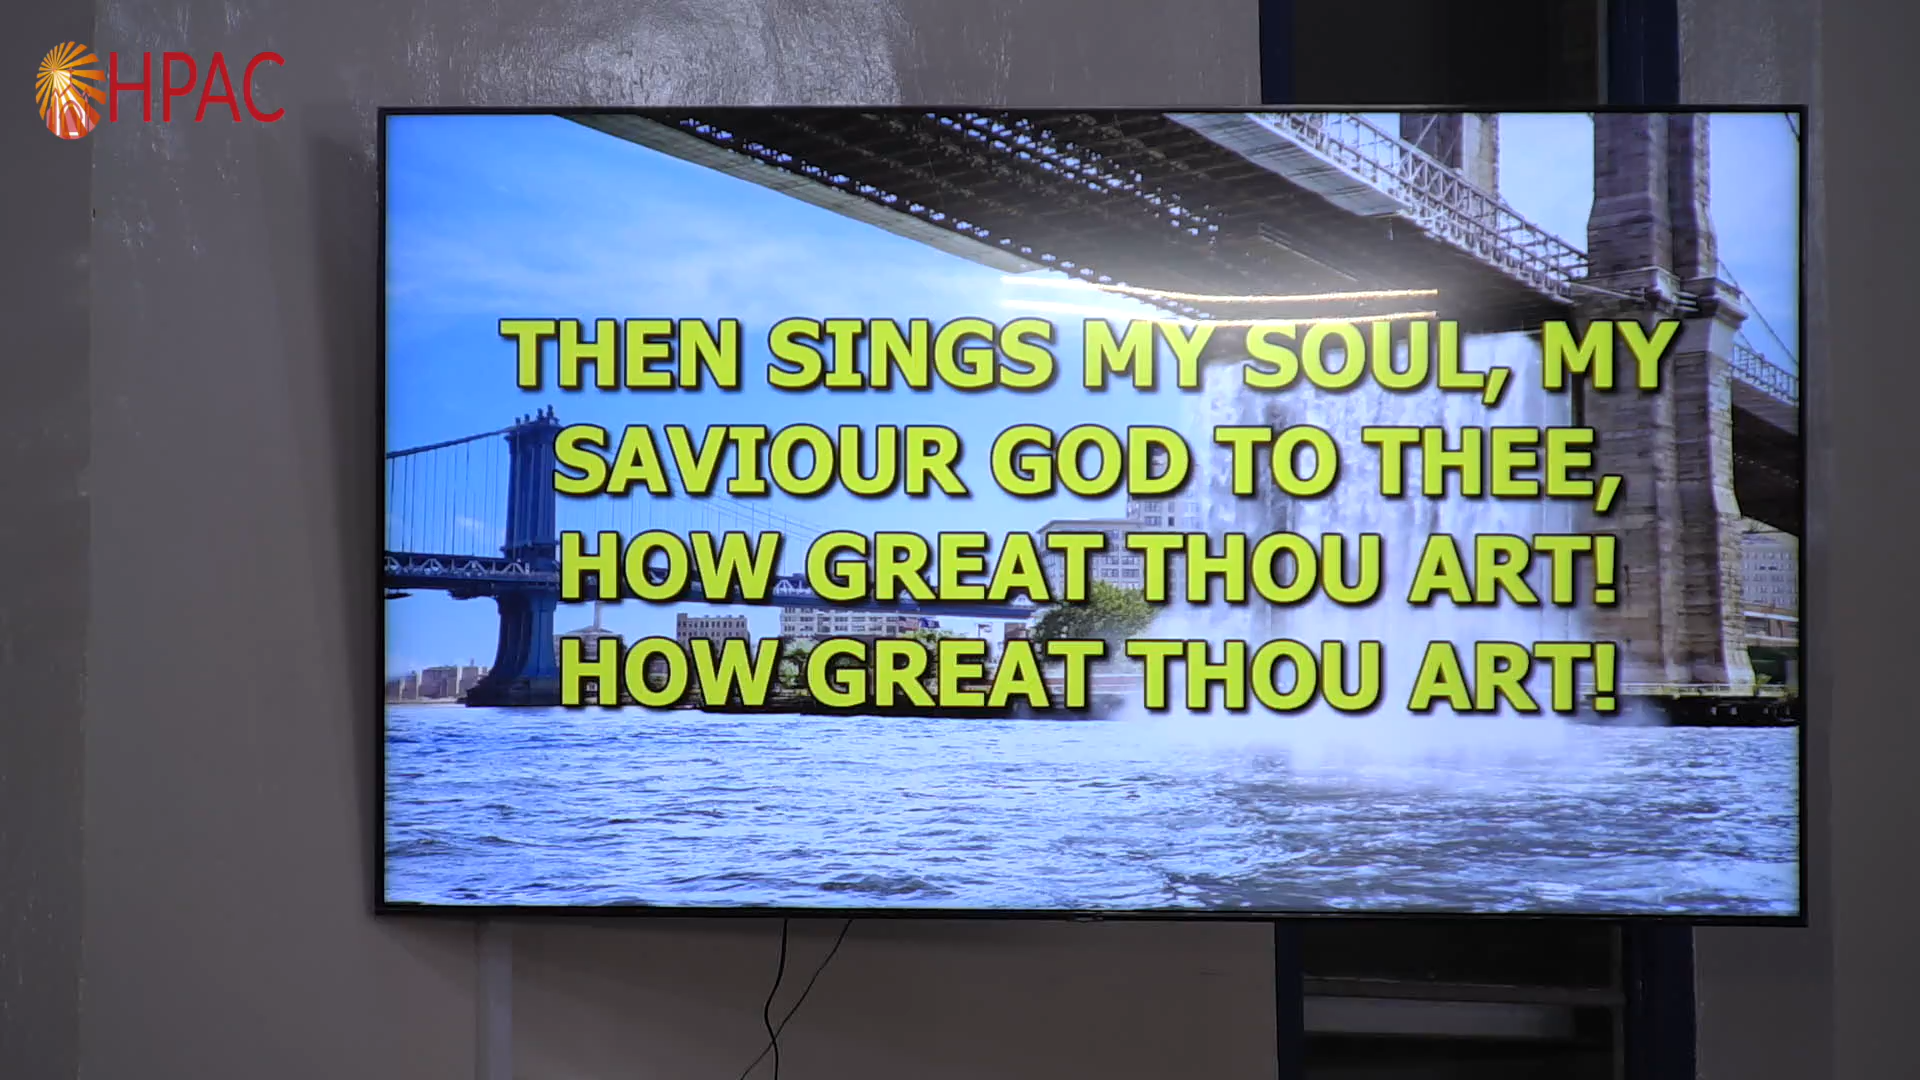 HPAC
THEN SINGS MY SOUL, MY
SAVIOUR GOD TO THEE,
HOW GREAT THOU ART!
HOW GREAT THOU ART!